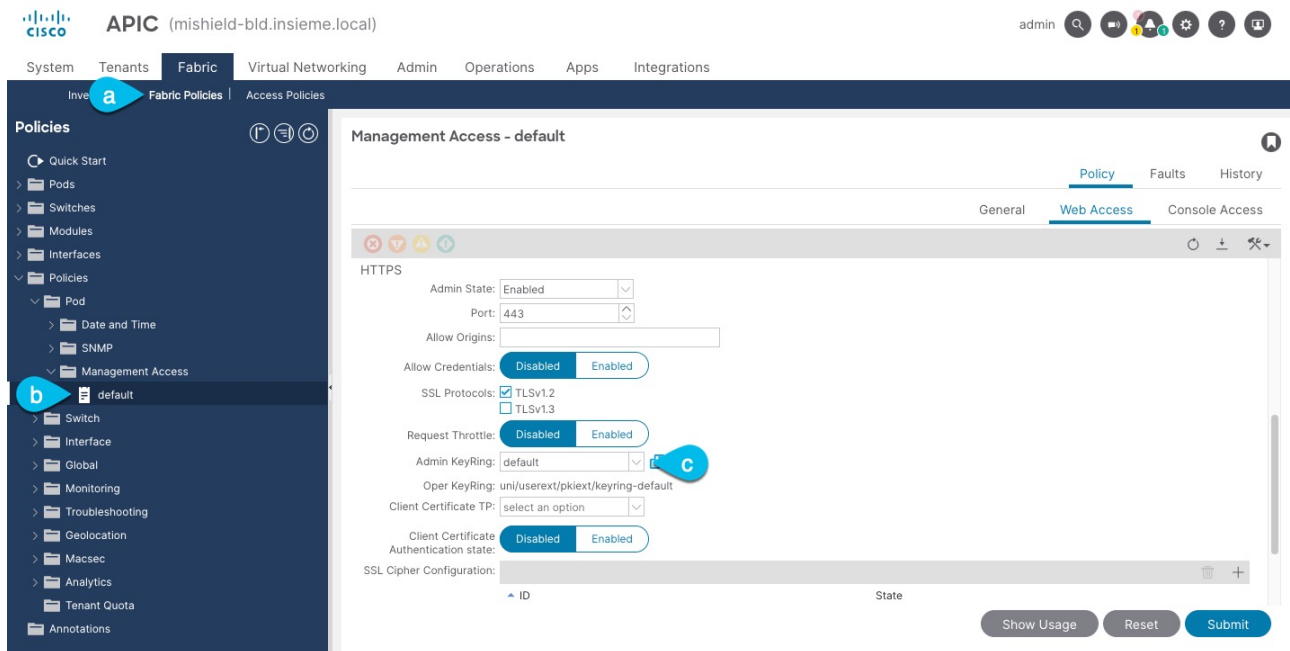 CISCO APIC (mishield-bld.insieme.local) admin 1 1 ?
System Tenants Fabric Virtual Networking Admin Operations Apps Integrations
a Fabric Policies | Access Policies
Policies
Quick Start
Pods
Switches
Modules
Interfaces
Policies
Pod
Date and Time
SNMP
Management Access
b default
Switch
Interface
Global
Monitoring
Troubleshooting
Geolocation
Macsec
Analytics
Tenant Quota
Annotations
Management Access - default
Policy Faults History
General Web Access Console Access
HTTPS
Admin State: Enabled
Port: 443
Allow Origins:
Allow Credentials: Disabled Enabled
SSL Protocols: TLSv1.2
TLSv1.3
Request Throttle: Disabled Enabled
Admin KeyRing: default c
Oper KeyRing: uni/userext/pkiext/keyring-default
Client Certificate TP: select an option
Client Certificate
Authentication state: Disabled Enabled
SSL Cipher Configuration:
ID State
Show Usage Reset Submit